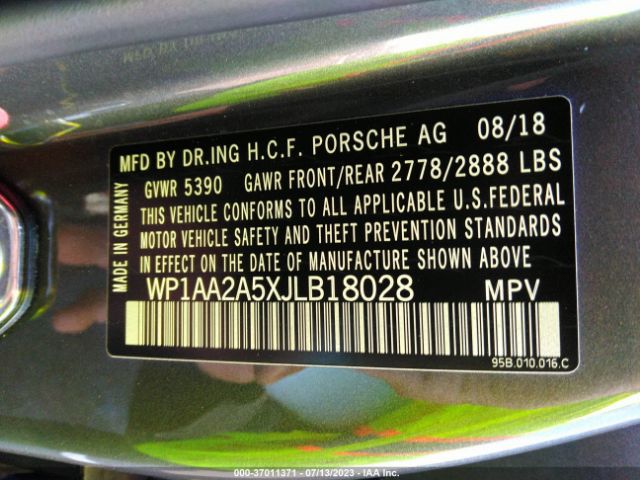 MFD BY DR.ING H.C.F. PORSCHE AG 08/18
GVWR 5390 GAWR FRONT/REAR 2778/2888 LBS
THIS VEHICLE CONFORMS TO ALL APPLICABLE U.S.FEDERAL
MOTOR VEHICLE SAFETY AND THEFT PREVENTION STANDARDS
IN EFFECT ON THE DATE OF MANUFACTURE SHOWN ABOVE
MADE IN GERMANY
WP1AA2A5XJLB18028 MPV
95B.010.016.C
000-37011371 | 07/13/2023 - IAA Inc.